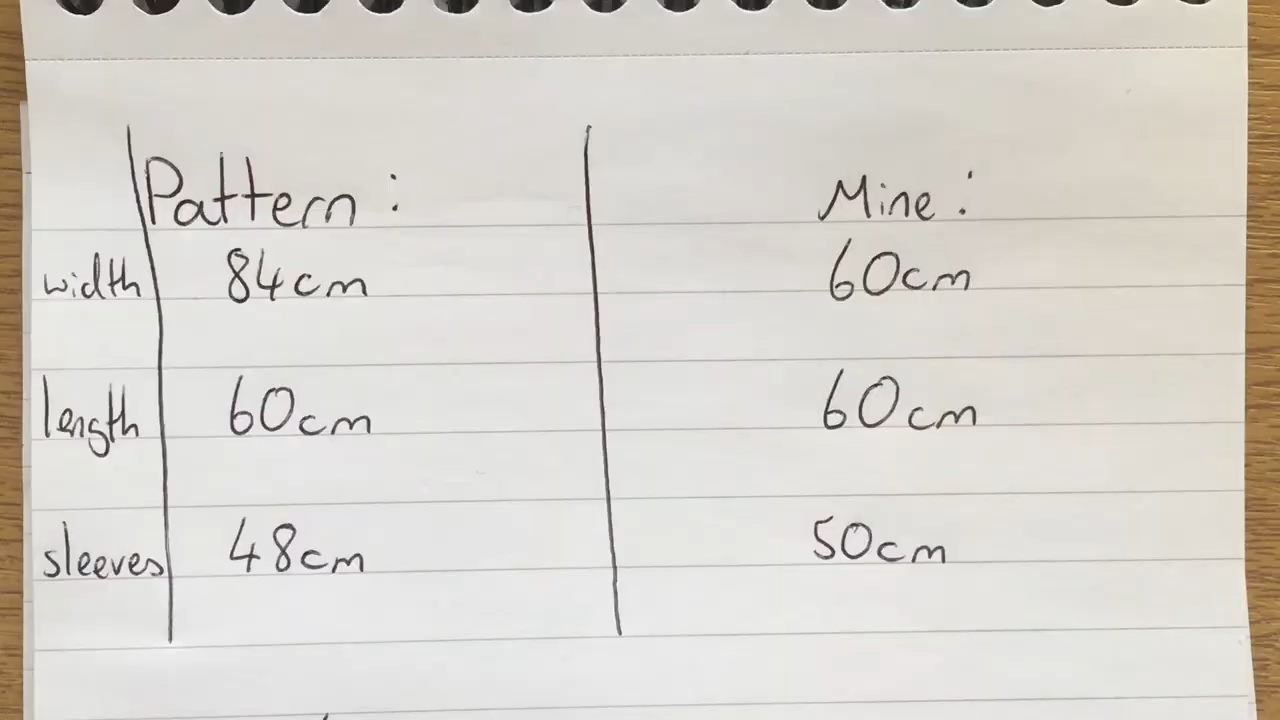 Pattern: Mine:
width 84cm 60cm
length 60cm 60cm
sleeves 48cm 50cm